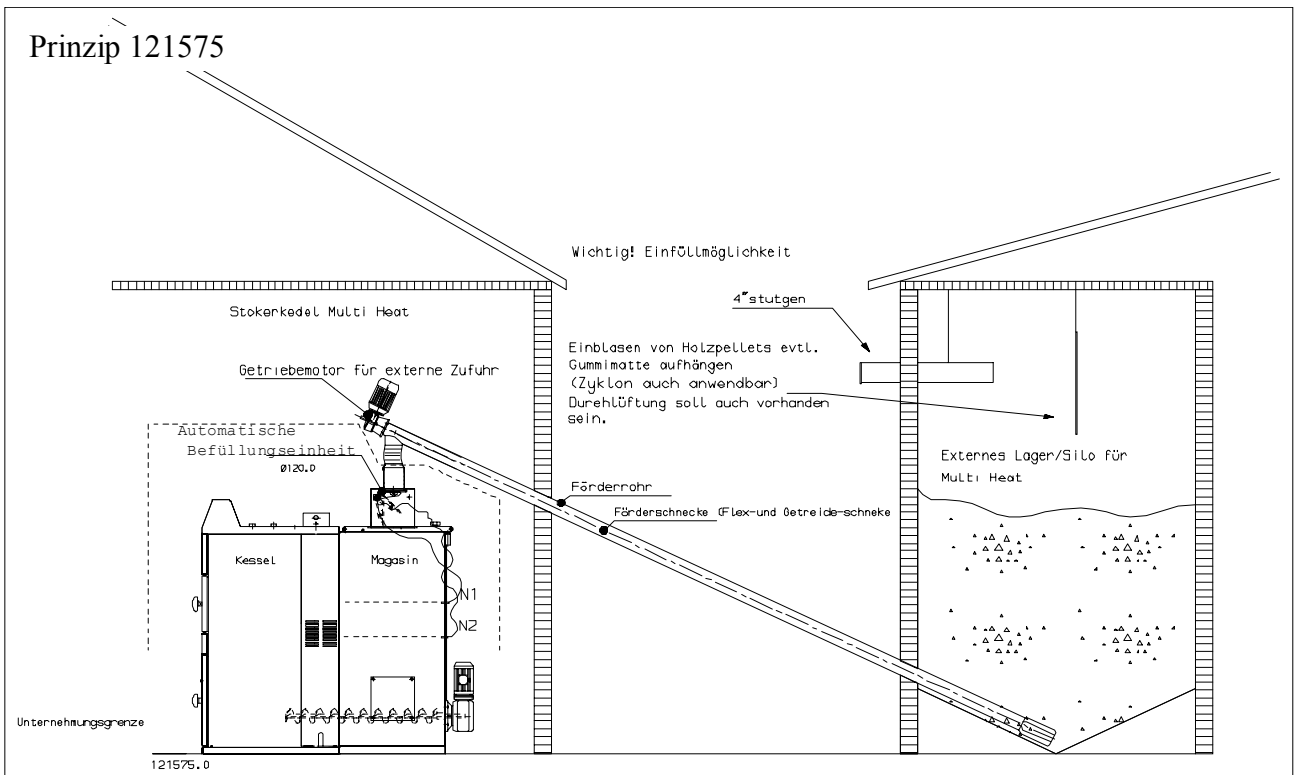 Prinzip 121575
Wichtig! Einfüllmöglichkeit
Stokerkedel Multi Heat
4"stutgen
Getriebemotor für externe Zufuhr
Einblasen von Holzpellets evtl.
Gummimatte aufhängen
(Zyklon auch anwendbar)
Durehlüftung soll auch vorhanden
sein.
Automatische
Befüllungseinheit
Ø120.0
Externes Lager/Silo für
Multi Heat
Förderrohr
Förderschnecke (Flex-und Getreide-schneke
Kessel
Magasin
N1
N2
Unternehmungsgrenze
121575.0